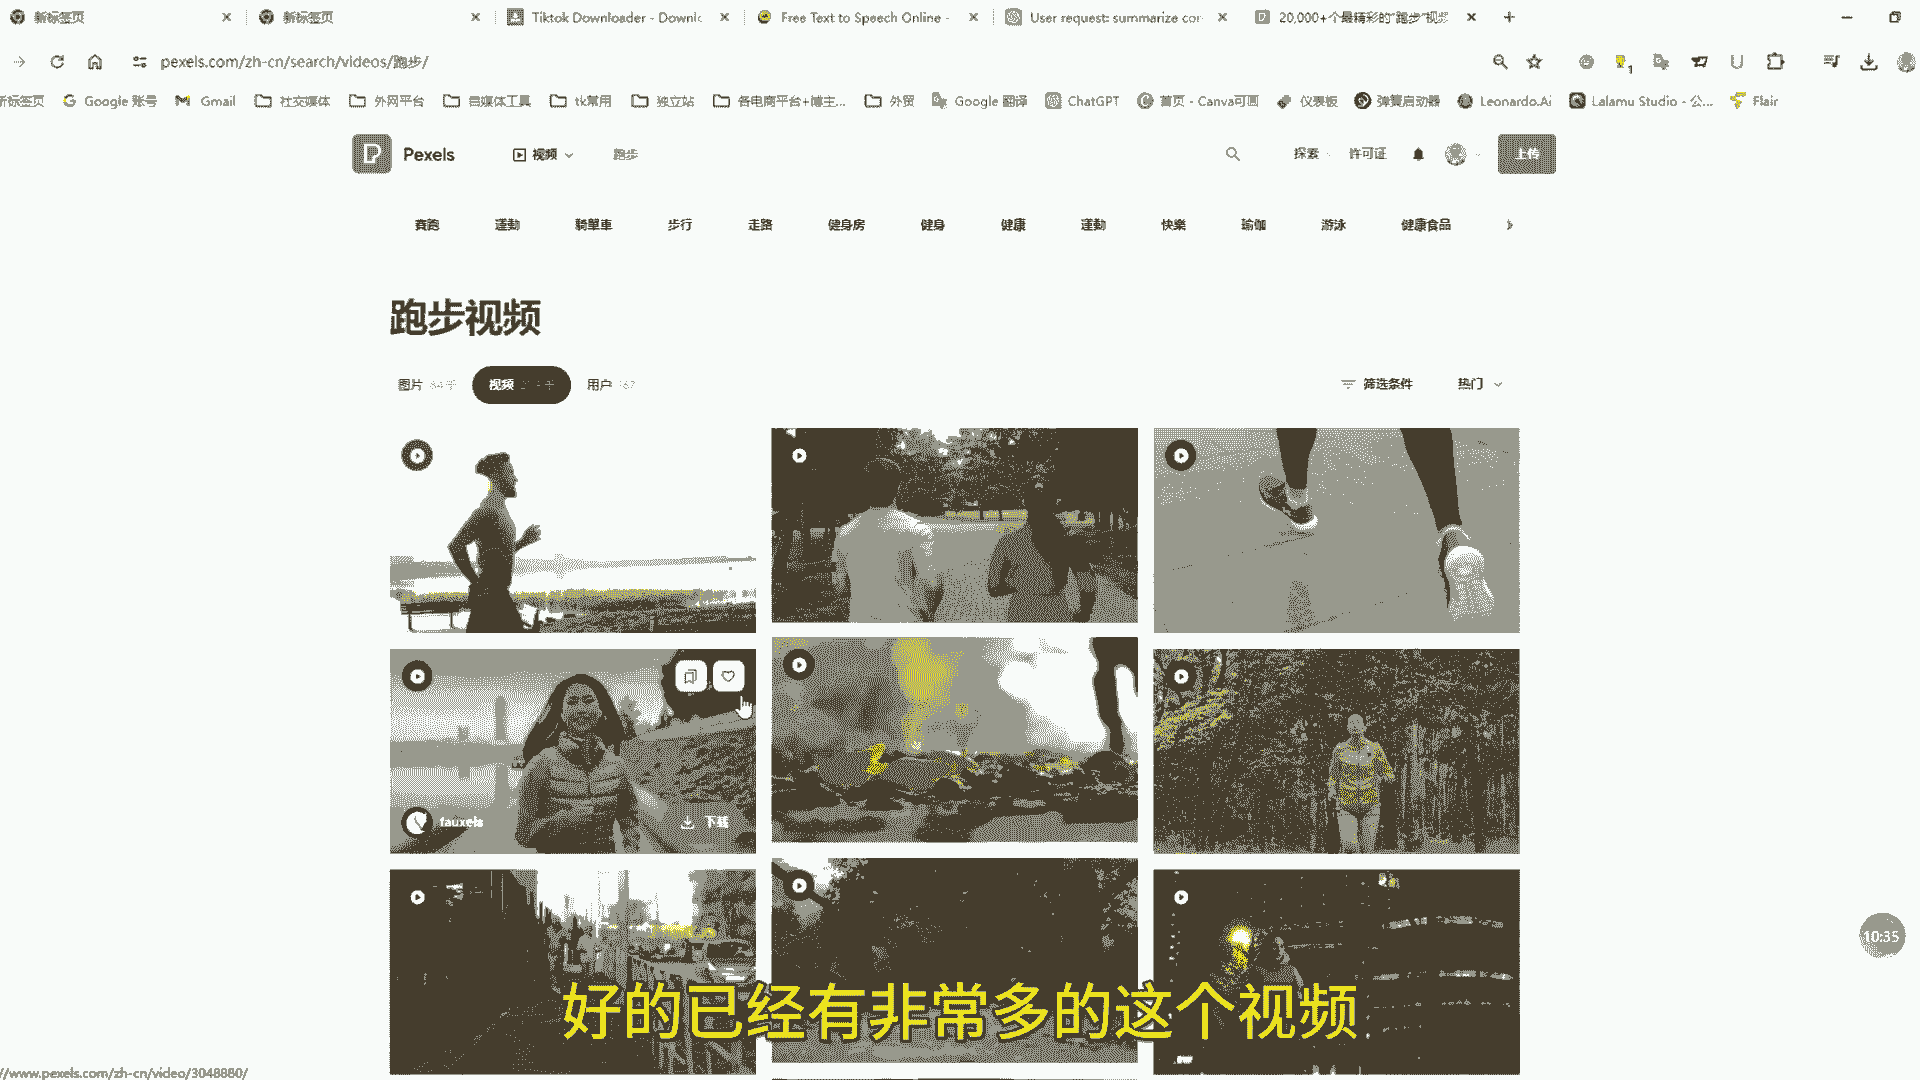 新标签页
新标签页
Tiktok Downloader - Downlo
Free Text to Speech Online -
User request: summarize cor
20,000+个最精彩的"跑步"视频
pexels.com/zh-cn/search/videos/跑步/
新标签页
Google 账号
Gmail
社交媒体
外网平台
自媒体工具
tk常用
独立站
各电商平台+博主...
外贸
Google 翻译
ChatGPT
首页 - Canva可画
仪表板
弹簧启动器
Leonardo.Ai
Lalamu Studio - 公...
Flair
Pexels
视频
跑步
探索
许可证
上传
賽跑
運動
騎單車
步行
走路
健身房
健身
健康
運動
快樂
瑜伽
游泳
健康食品
跑步视频
图片
视频
用户
筛选条件
热门
fauxels
下载
10:35
好的已经有非常多的这个视频
//www.pexels.com/zh-cn/video/3048880/